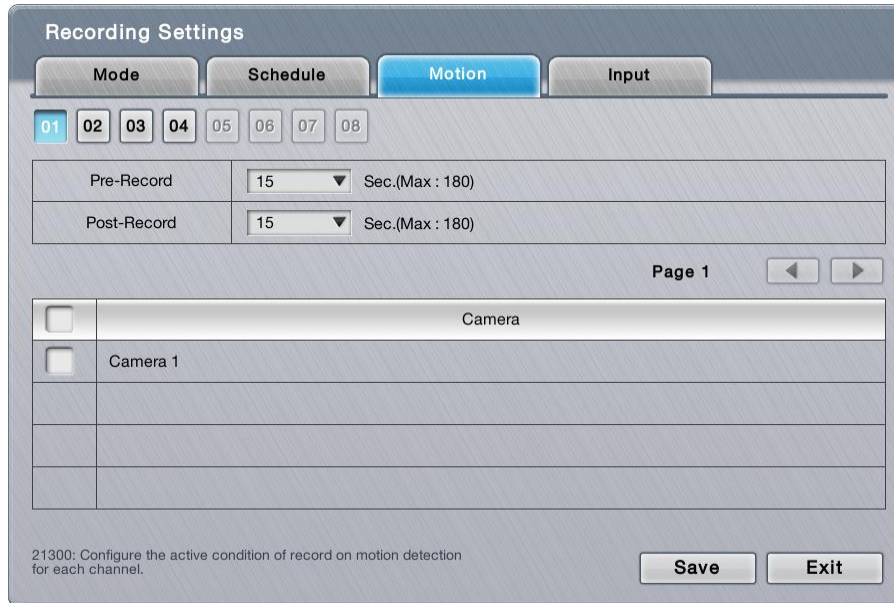 Recording Settings
Mode Schedule Motion Input
01 02 03 04 05 06 07 08
Pre-Record 15 Sec.(Max : 180)
Post-Record 15 Sec.(Max : 180)
Page 1
Camera
Camera 1
21300: Configure the active condition of record on motion detection
for each channel.
Save Exit